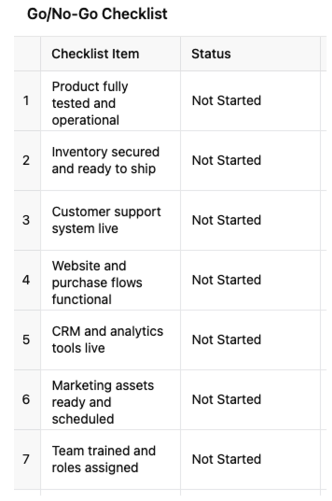 Go/No-Go Checklist
Checklist Item Status
1 Product fully
tested and
operational Not Started
2 Inventory secured
and ready to ship Not Started
3 Customer support
system live Not Started
4 Website and
purchase flows
functional Not Started
5 CRM and analytics
tools live Not Started
6 Marketing assets
ready and
scheduled Not Started
7 Team trained and
roles assigned Not Started